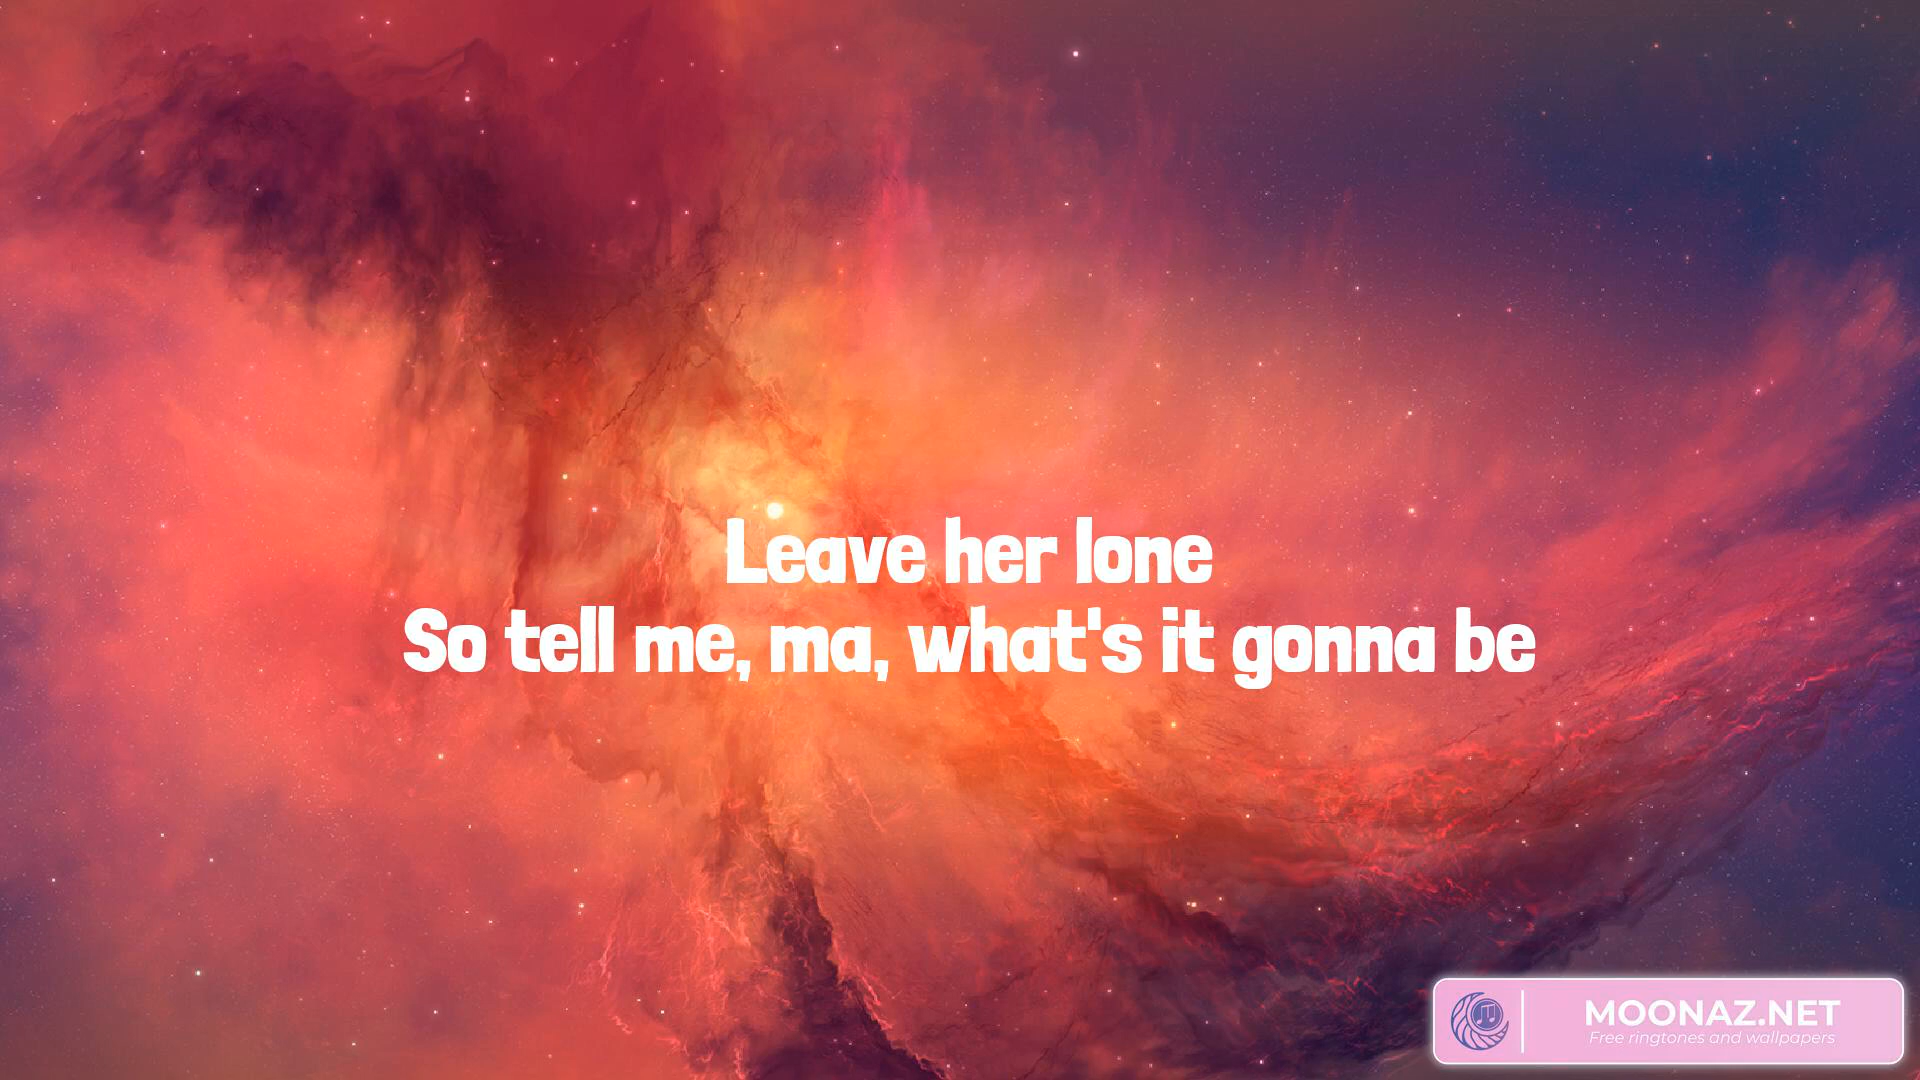 Leave her lone
So tell me, ma, what's it gonna be
MOONAZ.NET
Free ringtones and wallpapers